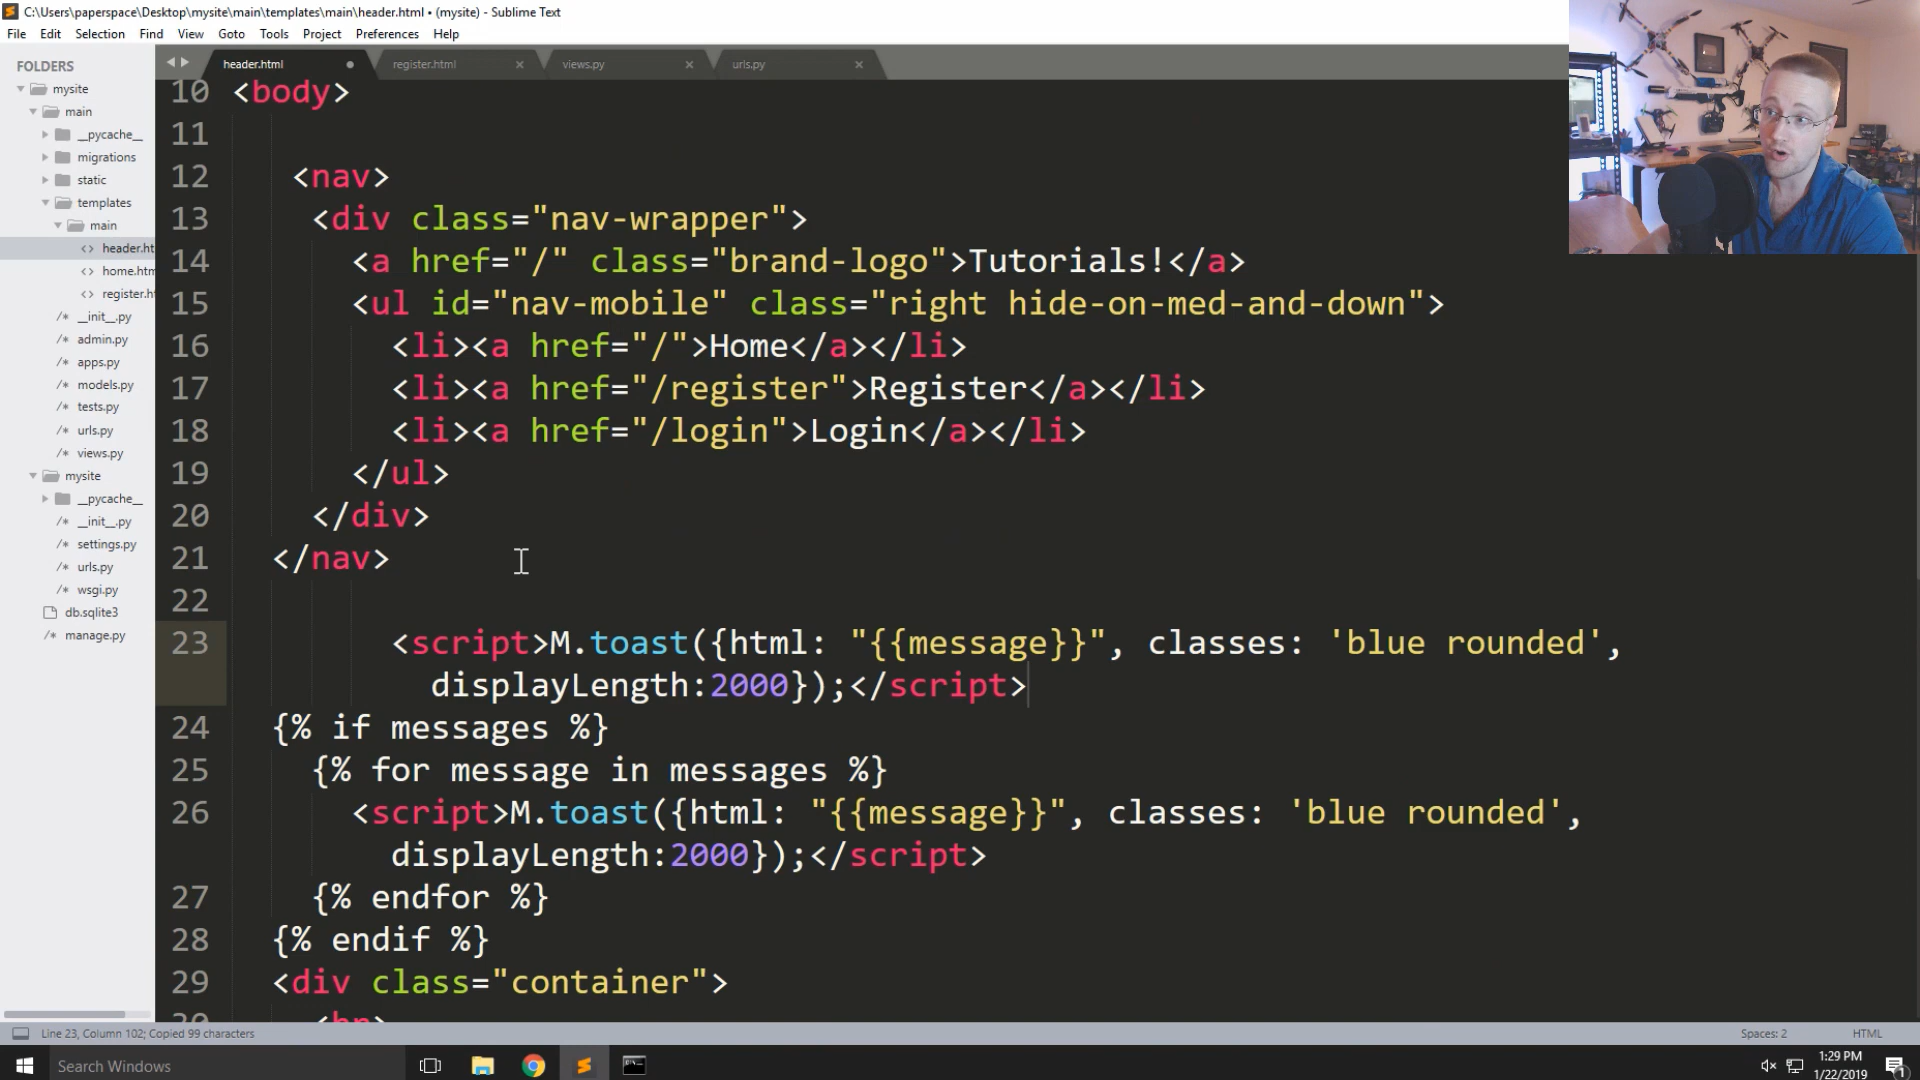 C:\Users\paperspace\Desktop\mysite\main\templates\main\header.html • (mysite) - Sublime Text
File Edit Selection Find View Goto Tools Project Preferences Help
FOLDERS
mysite
main
__pycache__
migrations
static
templates
main
header.ht
home.htm
register.h
__init__.py
admin.py
apps.py
models.py
tests.py
urls.py
views.py
mysite
__pycache__
__init__.py
settings.py
urls.py
wsgi.py
db.sqlite3
manage.py
header.html register.html views.py urls.py
10 <body>
11
12 <nav>
13 <div class="nav-wrapper">
14 <a href="/" class="brand-logo">Tutorials!</a>
15 <ul id="nav-mobile" class="right hide-on-med-and-down">
16 <li><a href="/">Home</a></li>
17 <li><a href="/register">Register</a></li>
18 <li><a href="/login">Login</a></li>
19 </ul>
20 </div>
21 </nav>
22
23 <script>M.toast({html: "{{message}}", classes: 'blue rounded',
displayLength:2000});</script>
24 {% if messages %}
25 {% for message in messages %}
26 <script>M.toast({html: "{{message}}", classes: 'blue rounded',
displayLength:2000});</script>
27 {% endfor %}
28 {% endif %}
29 <div class="container">
Line 23, Column 102; Copied 99 characters Spaces: 2 HTML
Search Windows
1:29 PM
1/22/2019